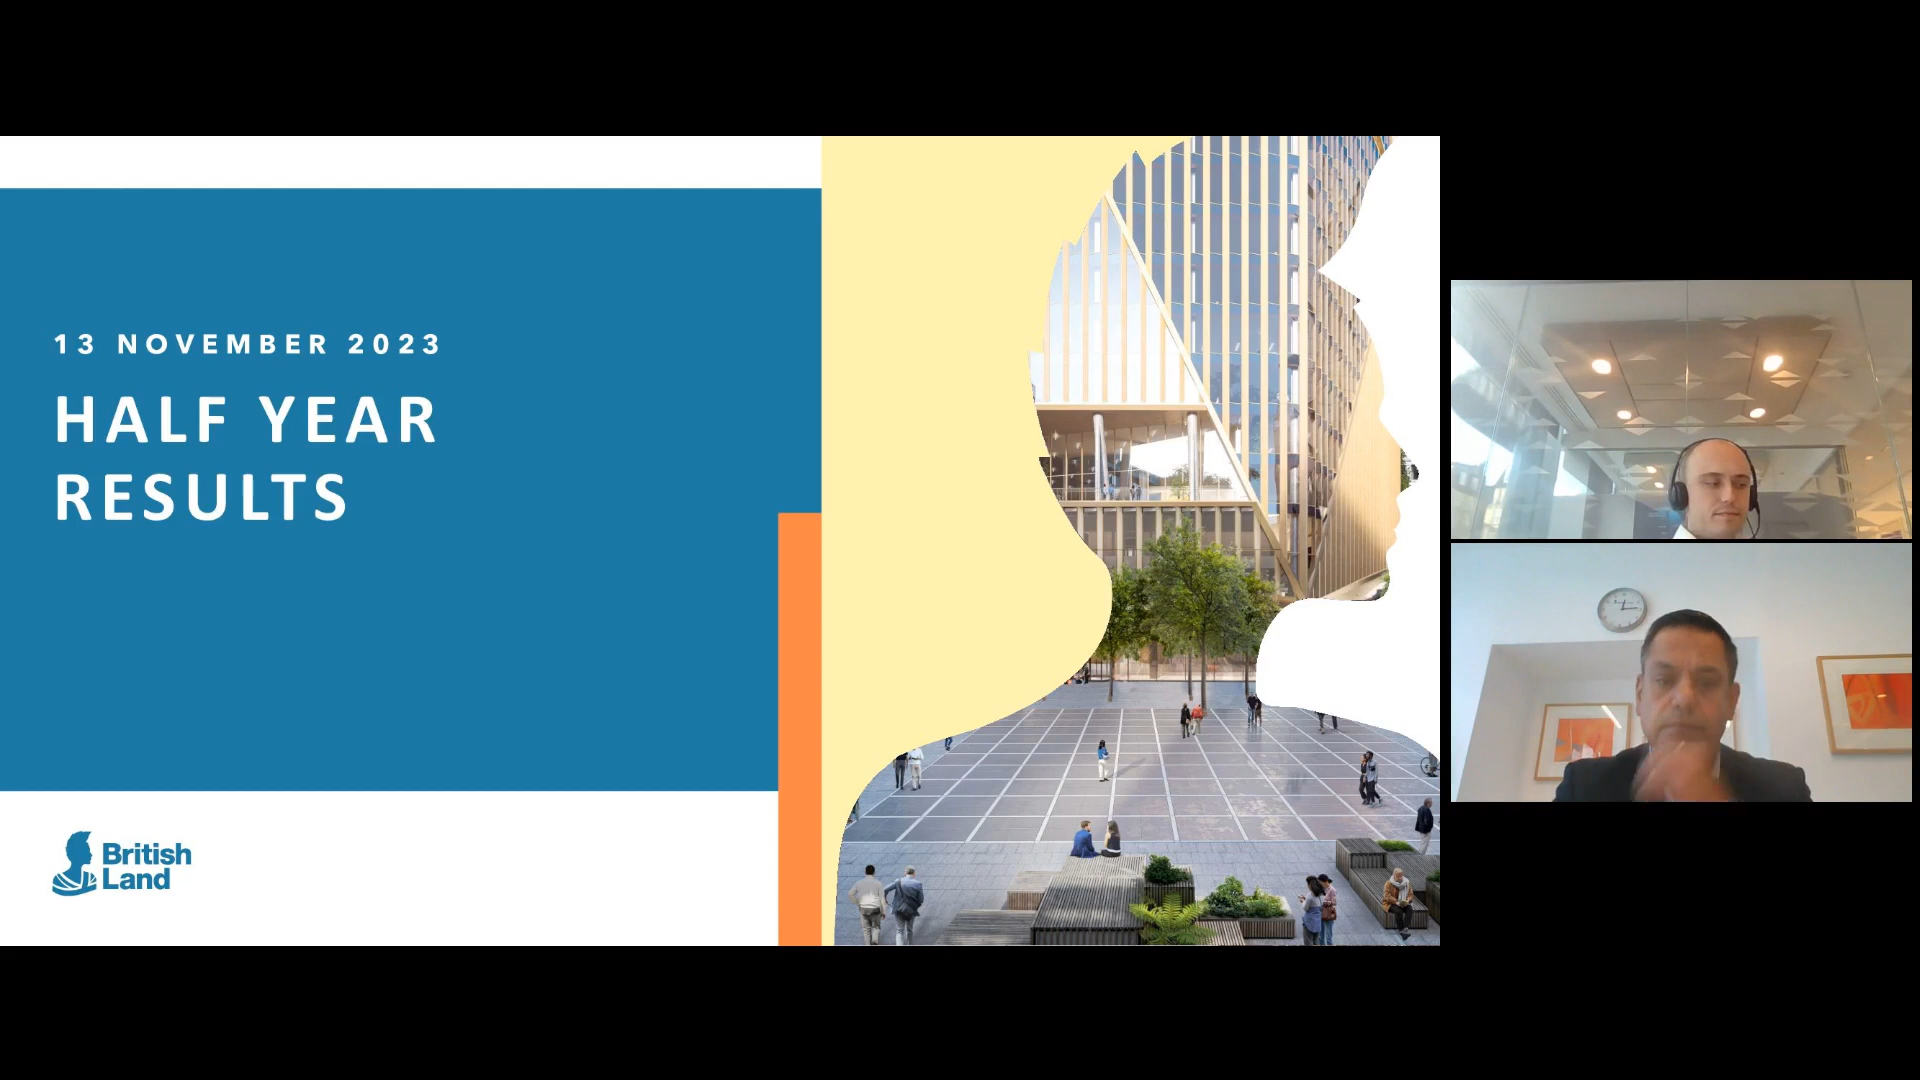 13 NOVEMBER 2023
HALF YEAR
RESULTS
British
Land